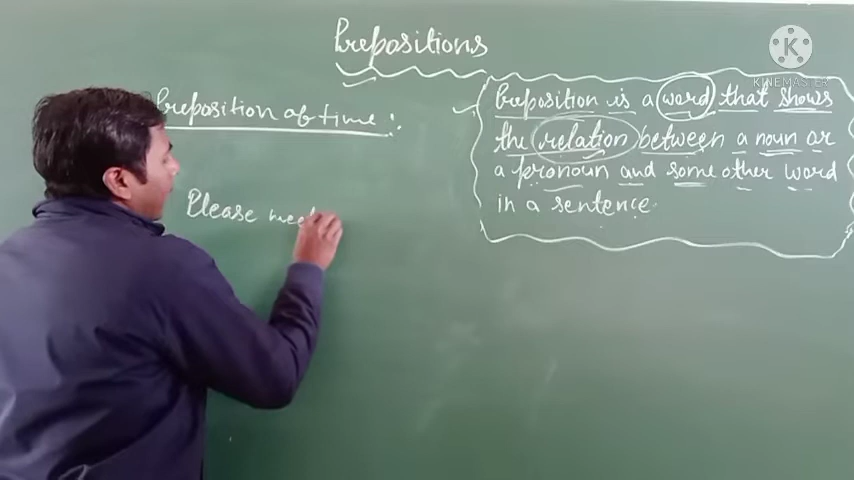 Prepositions
K
KINEMASTER
Preposition of time :
Preposition is a word that shows
the relation between a noun or
a pronoun and some other word
in a sentence.
Please meet